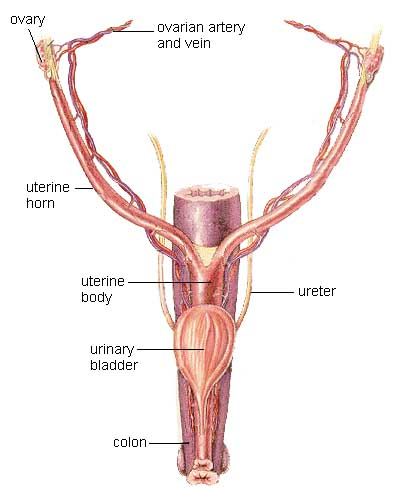 ovary
ovarian artery
and vein
uterine
horn
uterine
body
ureter
urinary
bladder
colon